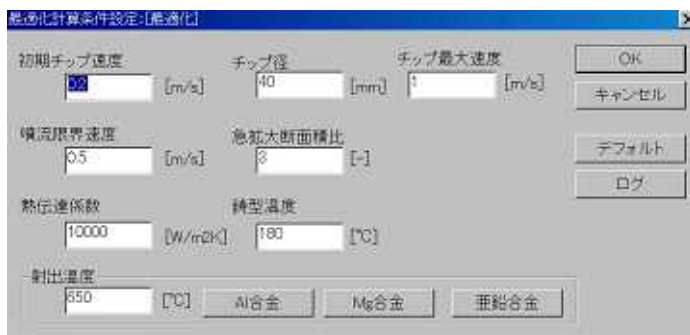 最適化計算条件設定:[最適化]
初期チップ速度 チップ径 チップ最大速度 OK
0.2 [m/s] 40 [mm] 1 [m/s] キャンセル
噴流限界速度 急拡大断面積比 デフォルト
0.5 [m/s] 3 [-] ログ
熱伝達係数 鋳型温度
10000 [W/m2K] 180 [℃]
射出温度
650 [℃] Al合金 Mg合金 亜鉛合金